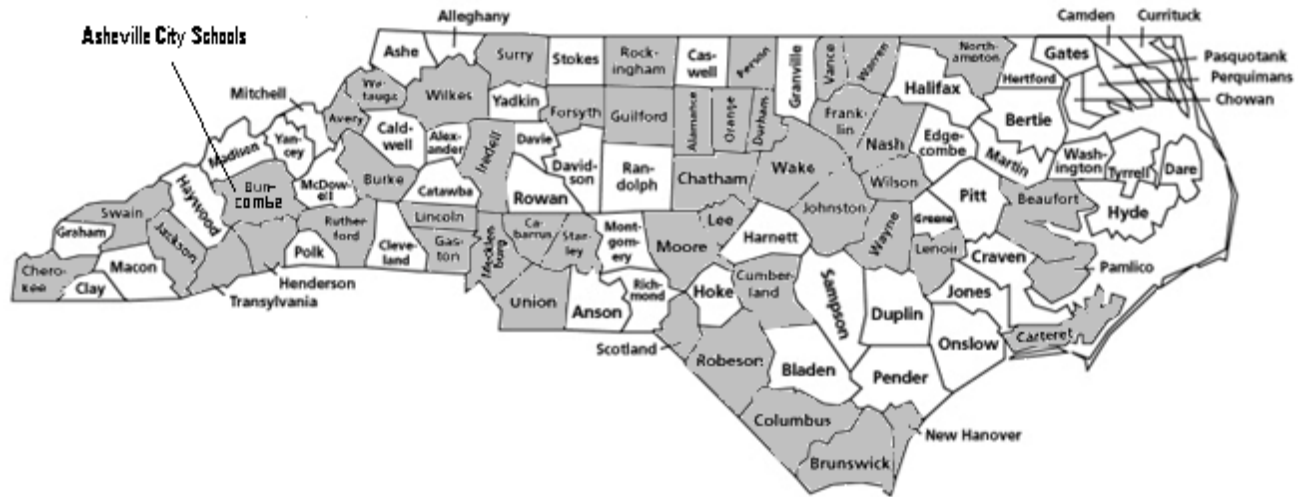 Alleghany
Camden
Currituck
Asheville City Schools
Ashe
Surry
Stokes
Rock-
ingham
Cas-
well
Person
Granville
Vance
Warren
North-
ampton
Gates
Pasquotank
Hertford
Perquimans
Chowan
Mitchell
Wa-
tauga
Wilkes
Yadkin
Forsyth
Guilford
Alamance
Orange
Durham
Frank-
lin
Halifax
Bertie
Avery
Cald-
well
Alex-
ander
Iredell
Davie
David-
son
Ran-
dolph
Chatham
Wake
Nash
Edge-
combe
Martin
Wash-
ington
Tyrrell
Dare
Madison
Yan-
cey
McDow-
ell
Burke
Catawba
Rowan
Wilson
Pitt
Beaufort
Hyde
Haywood
Bun-
combe
Swain
Graham
Jackson
Ruther-
ford
Lincoln
Gas-
ton
Cleve-
land
Polk
Mecklen-
burg
Ca-
barrus
Stan-
ley
Mont-
gom-
ery
Moore
Lee
Harnett
Johnston
Wayne
Greene
Lenoir
Craven
Pamlico
Chero-
kee
Clay
Macon
Henderson
Transylvania
Union
Anson
Rich-
mond
Hoke
Cumber-
land
Sampson
Duplin
Jones
Carteret
Onslow
Scotland
Robeson
Bladen
Pender
Columbus
New Hanover
Brunswick